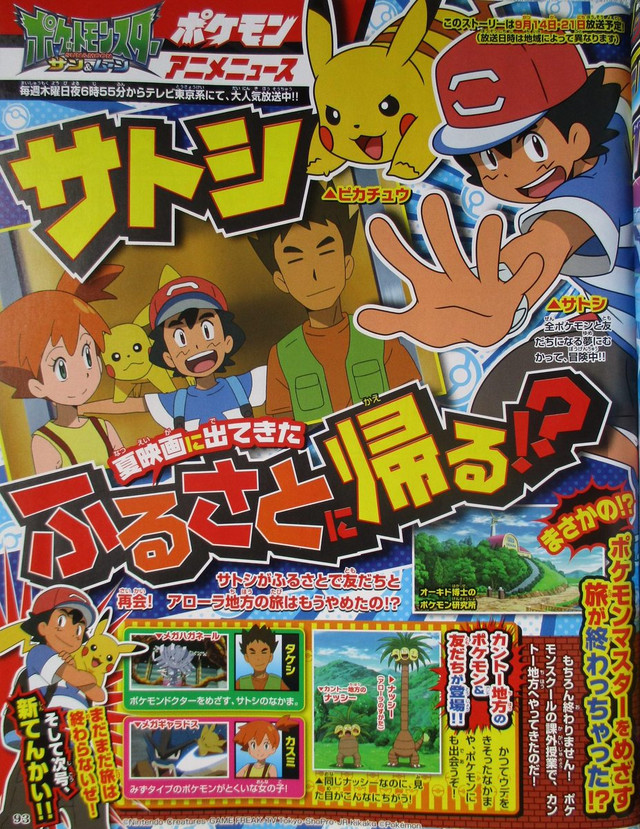 ポケットモンスター
サン&ムーン
ポケモン
アニメニュース
毎週木曜日夜6時55分からテレビ東京系にて、大人気放送中!!
このストーリーは9月14日・21日放送予定
(放送日時は地域によって異なります)
サトシ
▲ピカチュウ
▲サトシ
全ポケモンと友
だちになる夢にむ
かって、冒険中!!
夏映画に出てきた
ふるさとに帰る!?
サトシがふるさとで友だちと
再会! アローラ地方の旅はもうやめたの!?
オーキド博士の
ポケモン研究所
まさかの!?
ポケモンマスターをめざす
旅が終わっちゃった!?
もちろん終わりません! ポケ
モンスクールの課外授業で、カン
トー地方へやってきたのだ!
カントー地方の
ポケモン&
友だちが登場!!
かつてウデを
きそったなかま
や、ポケモンに
も出会うぞ
▼メガハガネール
タケシ
ポケモンドクターをめざす、サトシのなかま。
▼メガギャラドス
カスミ
みずタイプのポケモンがとくいな女の子!
▼カントー地方の
ナッシー
▶ナッシー
(アローラのすがた)
▲同じナッシーなのに、見
た目がこんなにちがう!
まだまだ旅は
終わらないぜ!
そして次号、
新てんかい!!
93